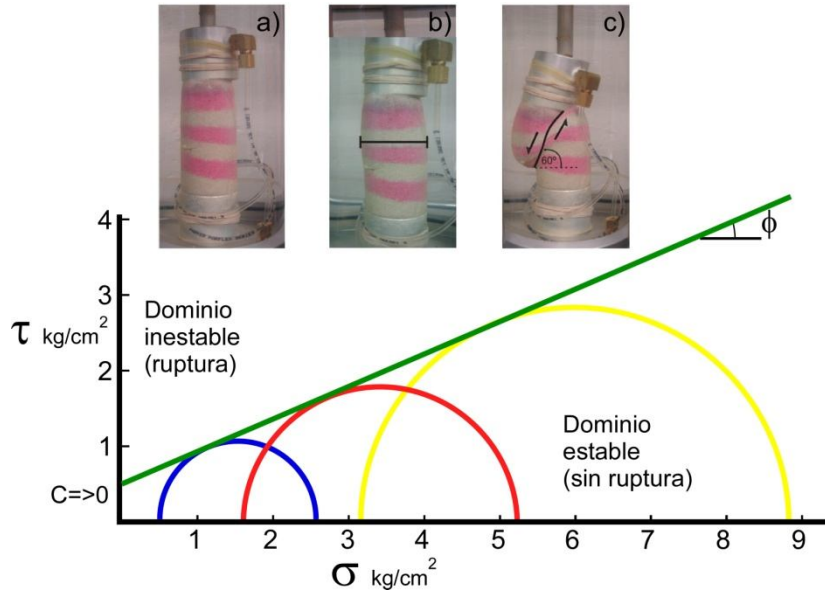 a)
b)
c)
60º
4
3
2
1
τ kg/cm²
Dominio
inestable
(ruptura)
ϕ
Dominio
estable
(sin ruptura)
C=>0
1 2 3 4 5 6 7 8 9
σ kg/cm²